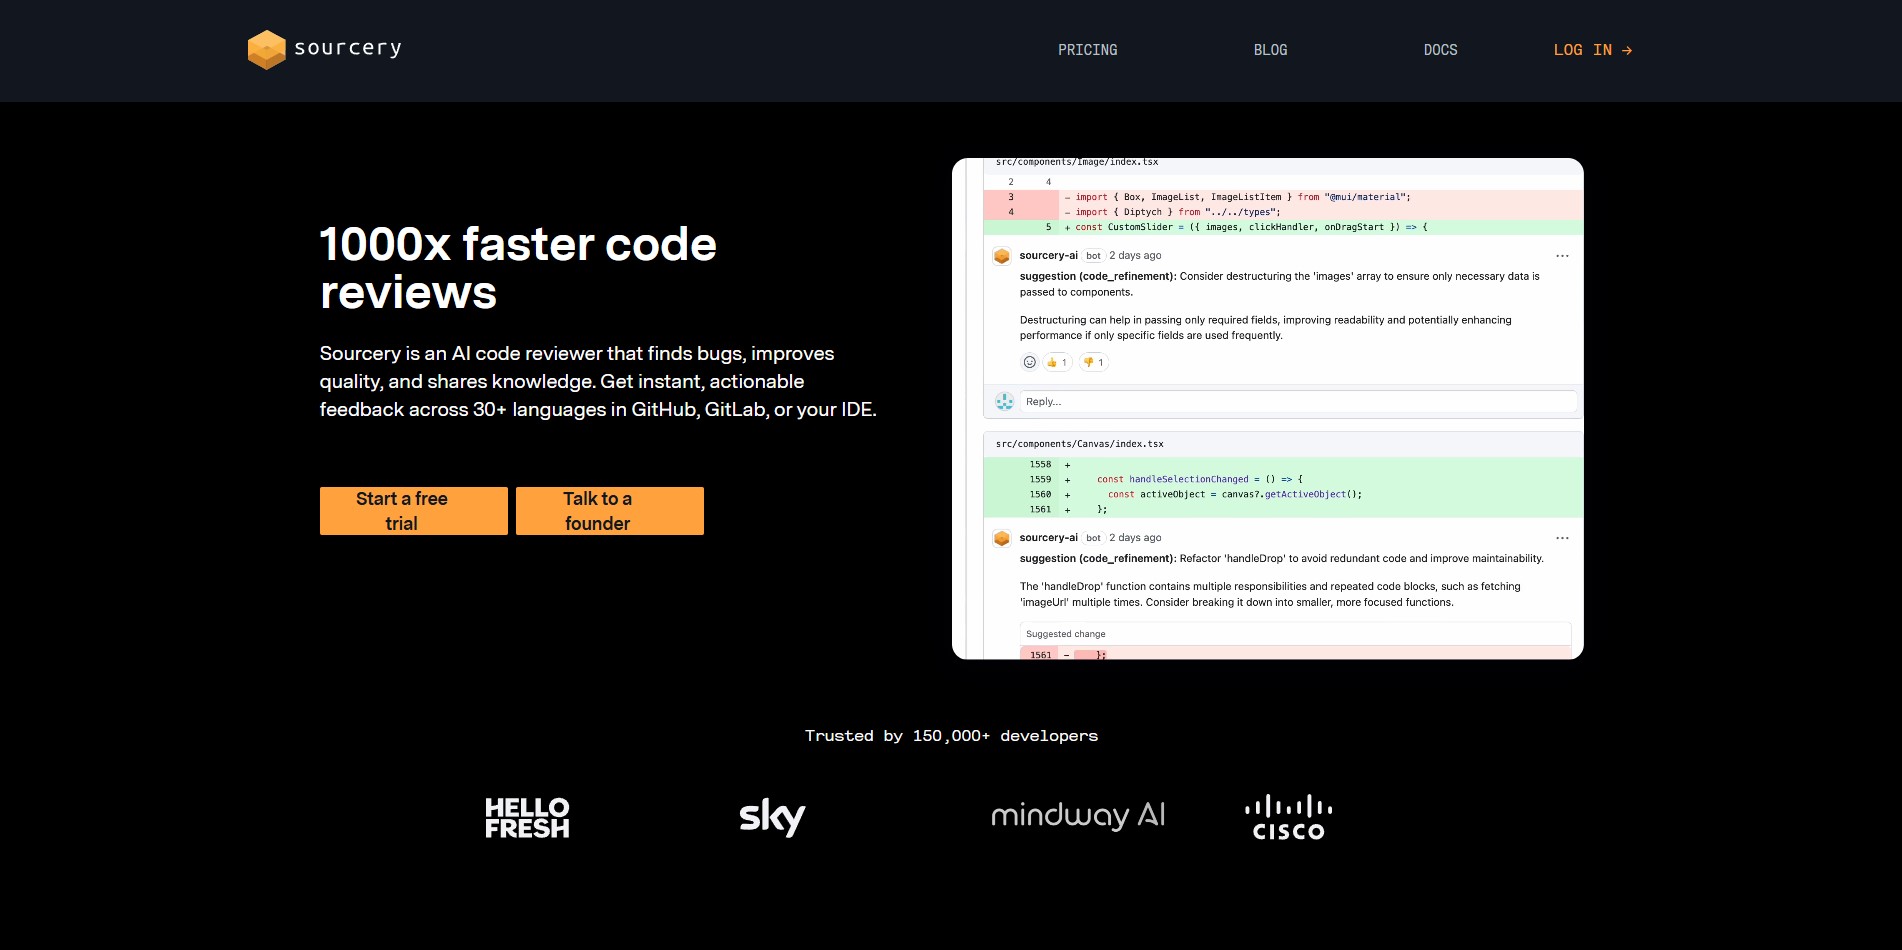 sourcery
PRICING
BLOG
DOCS
LOG IN →
1000x faster code
reviews
Sourcery is an AI code reviewer that finds bugs, improves
quality, and shares knowledge. Get instant, actionable
feedback across 30+ languages in GitHub, GitLab, or your IDE.
Start a free
trial
Talk to a
founder
src/components/Image/index.tsx
2 4
3 - import { Box, ImageList, ImageListItem } from "@mui/material";
4 - import { Diptych } from "../../types";
5 + const CustomSlider = ({ images, clickHandler, onDragStart }) => {
sourcery-ai bot 2 days ago ...
suggestion (code_refinement): Consider destructuring the 'images' array to ensure only necessary data is
passed to components.
Destructuring can help in passing only required fields, improving readability and potentially enhancing
performance if only specific fields are used frequently.
👍 1 👎 1
Reply...
src/components/Canvas/index.tsx
1558 +
1559 + const handleSelectionChanged = () => {
1560 + const activeObject = canvas?.getActiveObject();
1561 + };
sourcery-ai bot 2 days ago ...
suggestion (code_refinement): Refactor 'handleDrop' to avoid redundant code and improve maintainability.
The 'handleDrop' function contains multiple responsibilities and repeated code blocks, such as fetching
'imageUrl' multiple times. Consider breaking it down into smaller, more focused functions.
Suggested change
1561 - };
Trusted by 150,000+ developers
HELLO
FRESH
sky
mindway AI
CISCO